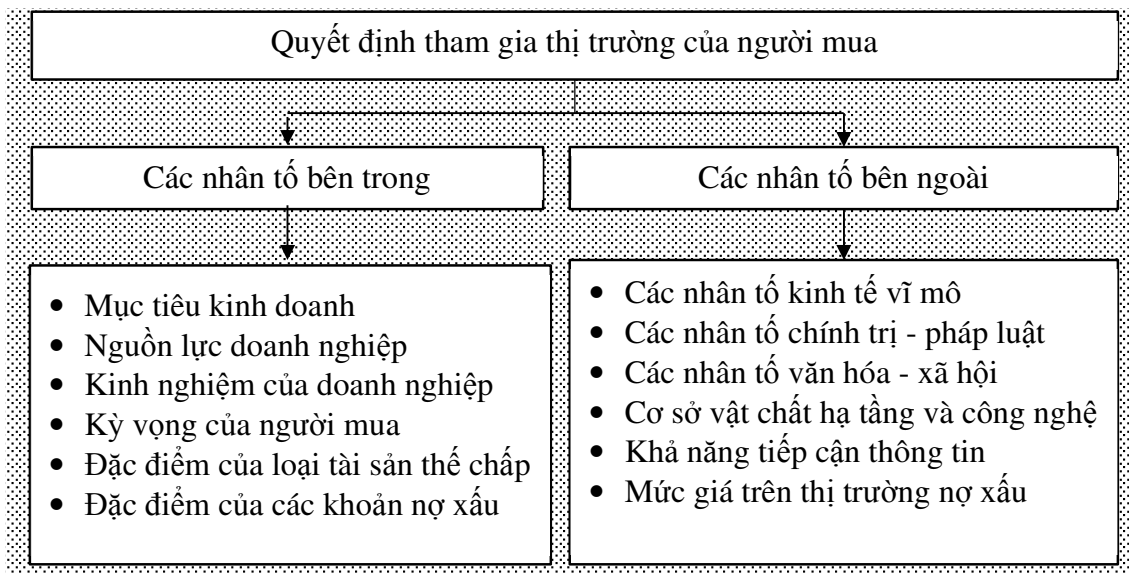 Quyết định tham gia thị trường của người mua
Các nhân tố bên trong
Các nhân tố bên ngoài
• Mục tiêu kinh doanh
• Nguồn lực doanh nghiệp
• Kinh nghiệm của doanh nghiệp
• Kỳ vọng của người mua
• Đặc điểm của loại tài sản thế chấp
• Đặc điểm của các khoản nợ xấu
• Các nhân tố kinh tế vĩ mô
• Các nhân tố chính trị - pháp luật
• Các nhân tố văn hóa - xã hội
• Cơ sở vật chất hạ tầng và công nghệ
• Khả năng tiếp cận thông tin
• Mức giá trên thị trường nợ xấu